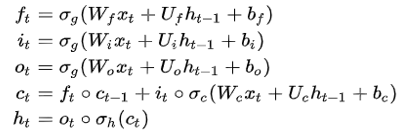 f_t = σ_g(W_f x_t + U_f h_{t−1} + b_f)
i_t = σ_g(W_i x_t + U_i h_{t−1} + b_i)
o_t = σ_g(W_o x_t + U_o h_{t−1} + b_o)
c_t = f_t ∘ c_{t−1} + i_t ∘ σ_c(W_c x_t + U_c h_{t−1} + b_c)
h_t = o_t ∘ σ_h(c_t)